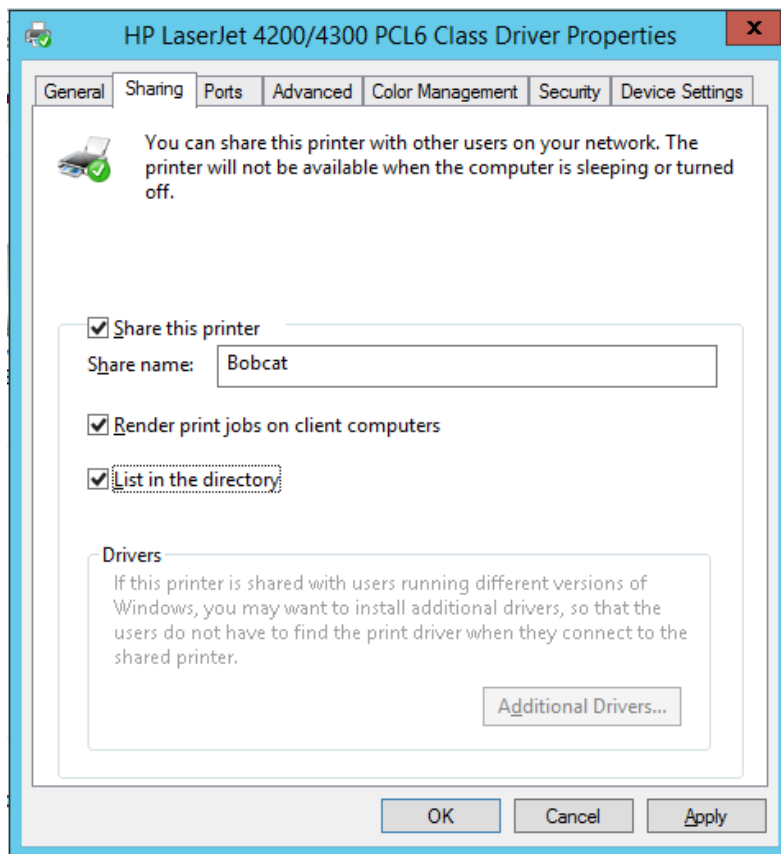 HP LaserJet 4200/4300 PCL6 Class Driver Properties
x
General Sharing Ports Advanced Color Management Security Device Settings
You can share this printer with other users on your network. The
printer will not be available when the computer is sleeping or turned
off.
Share this printer
Share name: Bobcat
Render print jobs on client computers
List in the directory
Drivers
If this printer is shared with users running different versions of
Windows, you may want to install additional drivers, so that the
users do not have to find the print driver when they connect to the
shared printer.
Additional Drivers...
OK Cancel Apply